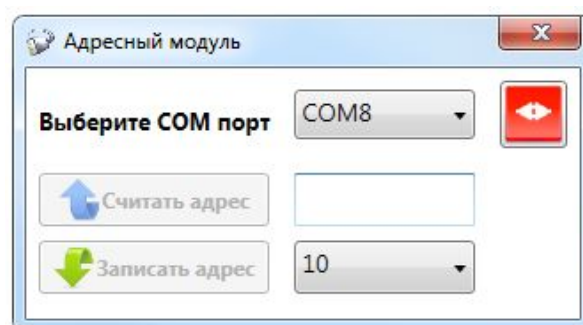 Адресный модуль
Выберите COM порт COM8
Считать адрес
Записать адрес 10